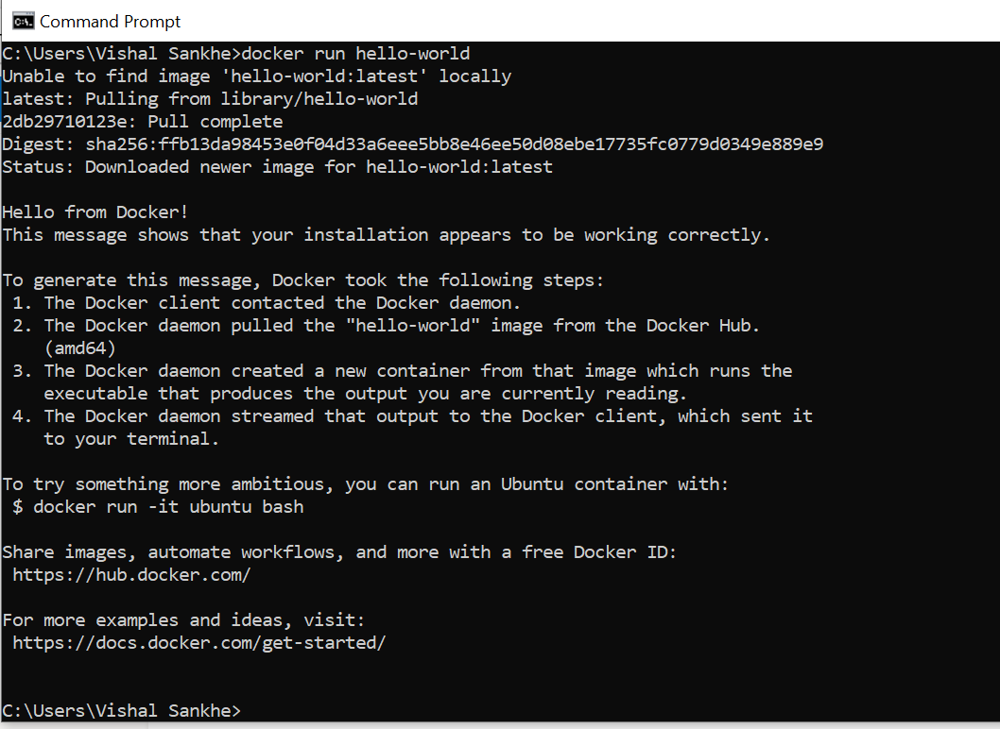 Command Prompt
C:\Users\Vishal Sankhe>docker run hello-world
Unable to find image 'hello-world:latest' locally
latest: Pulling from library/hello-world
2db29710123e: Pull complete
Digest: sha256:ffb13da98453e0f04d33a6eee5bb8e46ee50d08ebe17735fc0779d0349e889e9
Status: Downloaded newer image for hello-world:latest

Hello from Docker!
This message shows that your installation appears to be working correctly.

To generate this message, Docker took the following steps:
 1. The Docker client contacted the Docker daemon.
 2. The Docker daemon pulled the "hello-world" image from the Docker Hub.
    (amd64)
 3. The Docker daemon created a new container from that image which runs the
    executable that produces the output you are currently reading.
 4. The Docker daemon streamed that output to the Docker client, which sent it
    to your terminal.

To try something more ambitious, you can run an Ubuntu container with:
 $ docker run -it ubuntu bash

Share images, automate workflows, and more with a free Docker ID:
 https://hub.docker.com/

For more examples and ideas, visit:
 https://docs.docker.com/get-started/

C:\Users\Vishal Sankhe>